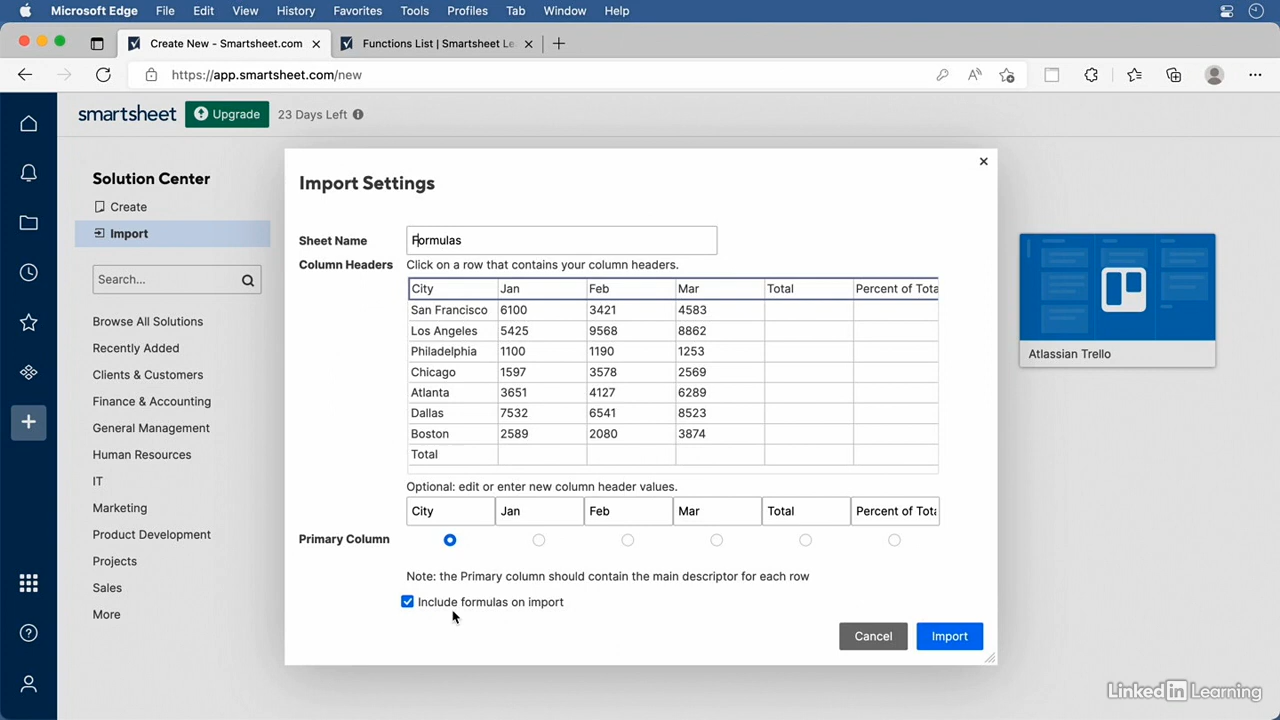 Microsoft Edge File Edit View History Favorites Tools Profiles Tab Window Help
Create New - Smartsheet.com
Functions List | Smartsheet Le
https://app.smartsheet.com/new
smartsheet Upgrade 23 Days Left
Solution Center
Create
Import
Search...
Browse All Solutions
Recently Added
Clients & Customers
Finance & Accounting
General Management
Human Resources
IT
Marketing
Product Development
Projects
Sales
More
Import Settings
Sheet Name Formulas
Column Headers Click on a row that contains your column headers.
City Jan Feb Mar Total Percent of Tota
San Francisco 6100 3421 4583
Los Angeles 5425 9568 8862
Philadelphia 1100 1190 1253
Chicago 1597 3578 2569
Atlanta 3651 4127 6289
Dallas 7532 6541 8523
Boston 2589 2080 3874
Total
Optional: edit or enter new column header values.
City Jan Feb Mar Total Percent of Tota
Primary Column
Note: the Primary column should contain the main descriptor for each row
Include formulas on import
Cancel Import
Atlassian Trello
LinkedIn Learning